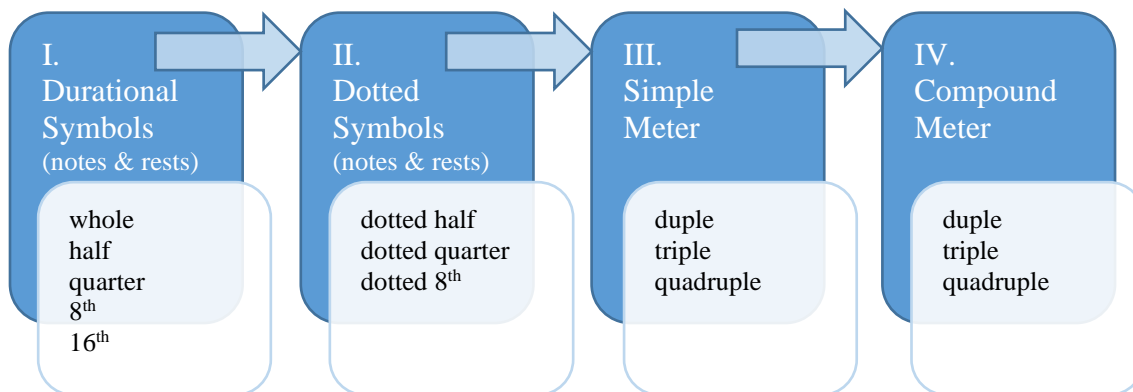 I.
Durational
Symbols
(notes & rests)
whole
half
quarter
8th
16th
II.
Dotted
Symbols
(notes & rests)
dotted half
dotted quarter
dotted 8th
III.
Simple
Meter
duple
triple
quadruple
IV.
Compound
Meter
duple
triple
quadruple